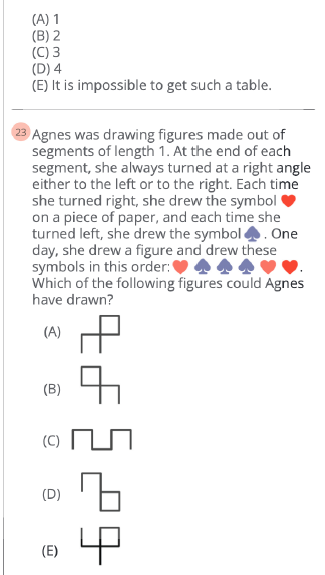 (A) 1
(B) 2
(C) 3
(D) 4
(E) It is impossible to get such a table.
23 Agnes was drawing figures made out of
segments of length 1. At the end of each
segment, she always turned at a right angle
either to the left or to the right. Each time
she turned right, she drew the symbol ♥
on a piece of paper, and each time she
turned left, she drew the symbol ♠. One
day, she drew a figure and drew these
symbols in this order: ♥ ♠ ♠ ♠ ♥ ♥.
Which of the following figures could Agnes
have drawn?
(A)
(B)
(C)
(D)
(E)